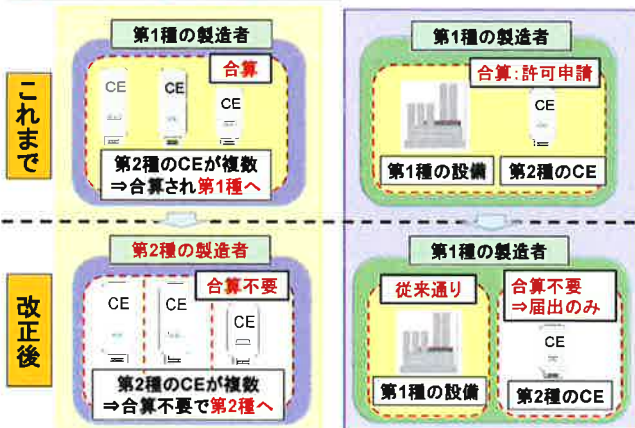 これまで
第1種の製造者
合算
CE
CE
CE
第2種のCEが複数
⇒合算され第1種へ
第1種の製造者
合算:許可申請
CE
第1種の設備
第2種のCE
改正後
第2種の製造者
合算不要
CE
CE
CE
第2種のCEが複数
⇒合算不要で第2種へ
第1種の製造者
従来通り
合算不要
⇒届出のみ
CE
第1種の設備
第2種のCE